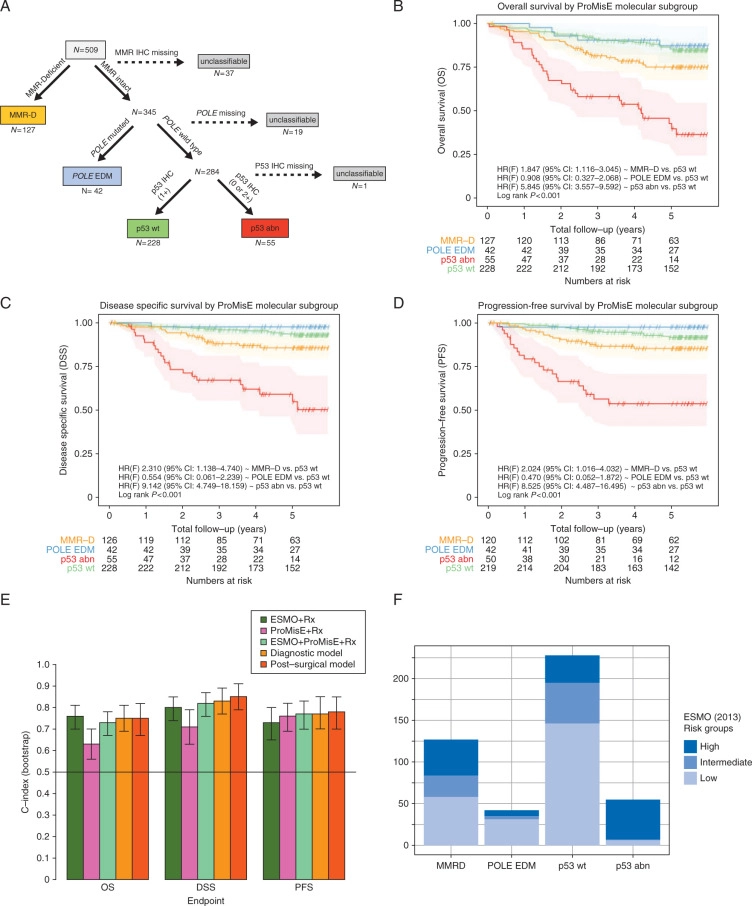 A
N=509
MMR IHC missing
unclassifiable
N=37
MMR-Deficient
MMR intact
MMR-D
N=127
N=345
POLE missing
unclassifiable
N=19
POLE mutated
POLE wild type
POLE EDM
N= 42
N=284
P53 IHC missing
unclassifiable
N=1
p53 IHC
(1+)
p53 IHC
(0 or 2+)
p53 wt
N=228
p53 abn
N=55
B
Overall survival by ProMisE molecular subgroup
Overall survival (OS)
1.00
0.75
0.50
0.25
0
HR(F) 1.847 (95% CI: 1.116–3.045) ~ MMR–D vs. p53 wt
HR(F) 0.908 (95% CI: 0.327–2.068) ~ POLE EDM vs. p53 wt
HR(F) 5.845 (95% CI: 3.557–9.592) ~ p53 abn vs. p53 wt
Log rank P<0.001
0 1 2 3 4 5
Total follow–up (years)
MMR–D 127 120 113 86 71 63
POLE EDM 42 42 39 35 34 27
p53 abn 55 47 37 28 22 14
p53 wt 228 222 212 192 173 152
Numbers at risk
C
Disease specific survival by ProMisE molecular subgroup
Disease specific survival (DSS)
1.00
0.75
0.50
0.25
0
HR(F) 2.310 (95% CI: 1.138–4.740) ~ MMR–D vs. p53 wt
HR(F) 0.554 (95% CI: 0.061–2.239) ~ POLE EDM vs. p53 wt
HR(F) 9.142 (95% CI: 4.749–18.159) ~ p53 abn vs. p53 wt
Log rank P<0.001
0 1 2 3 4 5
Total follow–up (years)
MMR–D 126 119 112 85 71 63
POLE EDM 42 42 39 35 34 27
p53 abn 55 47 37 28 22 14
p53 wt 228 222 212 192 173 152
Numbers at risk
D
Progression-free survival by ProMisE molecular subgroup
Progression–free survival (PFS)
1.00
0.75
0.50
0.25
0
HR(F) 2.024 (95% CI: 1.016–4.032) ~ MMR–D vs. p53 wt
HR(F) 0.470 (95% CI: 0.052–1.872) ~ POLE EDM vs. p53 wt
HR(F) 8.525 (95% CI: 4.487–16.495) ~ p53 abn vs. p53 wt
Log rank P<0.001
0 1 2 3 4 5
Total follow–up (years)
MMR–D 120 112 102 81 69 62
POLE EDM 42 41 39 35 34 27
p53 abn 50 38 30 21 16 12
p53 wt 219 214 204 183 163 142
Numbers at risk
E
ESMO+Rx
ProMisE+Rx
ESMO+ProMisE+Rx
Diagnostic model
Post–surgical model
C–index (bootstrap)
1.0
0.9
0.8
0.7
0.6
0.5
0.4
0.3
0.2
0.1
0
OS DSS PFS
Endpoint
F
200
150
100
50
0
MMRD POLE EDM p53 wt p53 abn
ESMO (2013)
Risk groups
High
Intermediate
Low